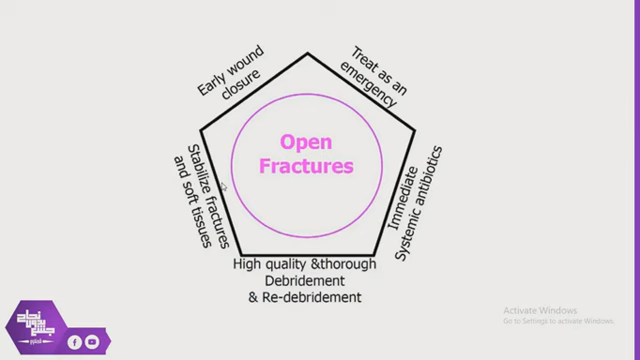 Early wound
closure
Treat as an
emergency
Open
Fractures
Stabilize fractures
and soft tissues
Immediate
Systemic antibiotics
High quality &thorough
Debridement
& Re-debridement
Activate Windows
Go to Settings to activate Windows.